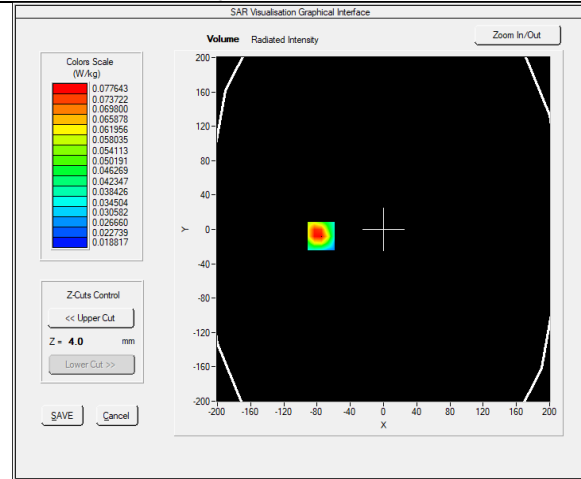 SAR Visualisation Graphical Interface
Volume Radiated Intensity
Zoom In/Out
Colors Scale
(W/kg)
0.077643
0.073722
0.069800
0.065878
0.061956
0.058035
0.054113
0.050191
0.046269
0.042347
0.038426
0.034504
0.030582
0.026660
0.022739
0.018817
Z-Cuts Control
<< Upper Cut
Z = 4.0 mm
Lower Cut >>
SAVE Cancel
200
160
120
80
40
0
-40
-80
-120
-160
-200
Y
-200 -160 -120 -80 -40 0 40 80 120 160 200
X